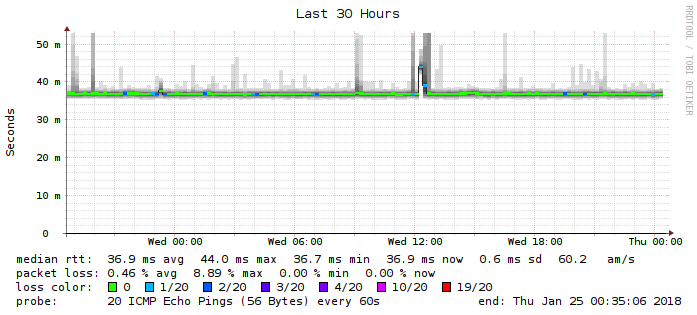 Last 30 Hours
RRDTOOL / TOBI OETIKER
Seconds
50 m
40 m
30 m
20 m
10 m
0
Wed 00:00 Wed 06:00 Wed 12:00 Wed 18:00 Thu 00:00
median rtt: 36.9 ms avg 44.0 ms max 36.7 ms min 36.9 ms now 0.6 ms sd 60.2 am/s
packet loss: 0.46 % avg 8.89 % max 0.00 % min 0.00 % now
loss color: 0 1/20 2/20 3/20 4/20 10/20 19/20
probe: 20 ICMP Echo Pings (56 Bytes) every 60s end: Thu Jan 25 00:35:06 2018